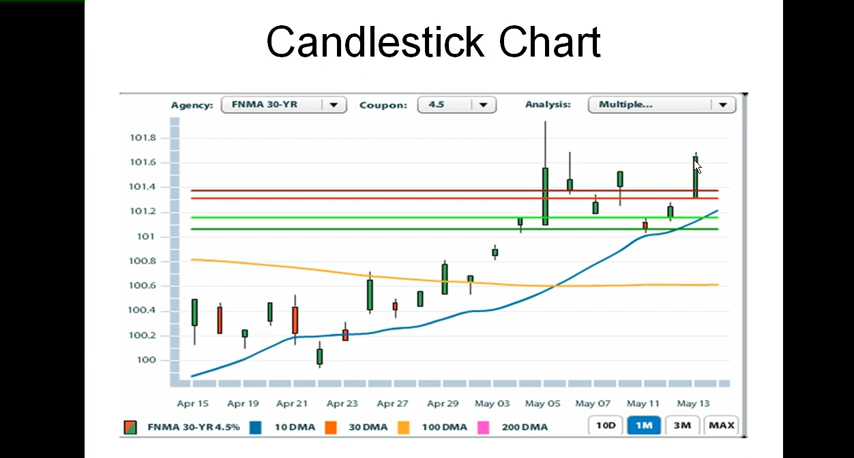 Candlestick Chart
Agency: FNMA 30-YR Coupon: 4.5 Analysis: Multiple...
101.8
101.6
101.4
101.2
101
100.8
100.6
100.4
100.2
100
Apr 15 Apr 19 Apr 21 Apr 23 Apr 27 Apr 29 May 03 May 05 May 07 May 11 May 13
FNMA 30-YR 4.5% 10 DMA 30 DMA 100 DMA 200 DMA 10D 1M 3M MAX